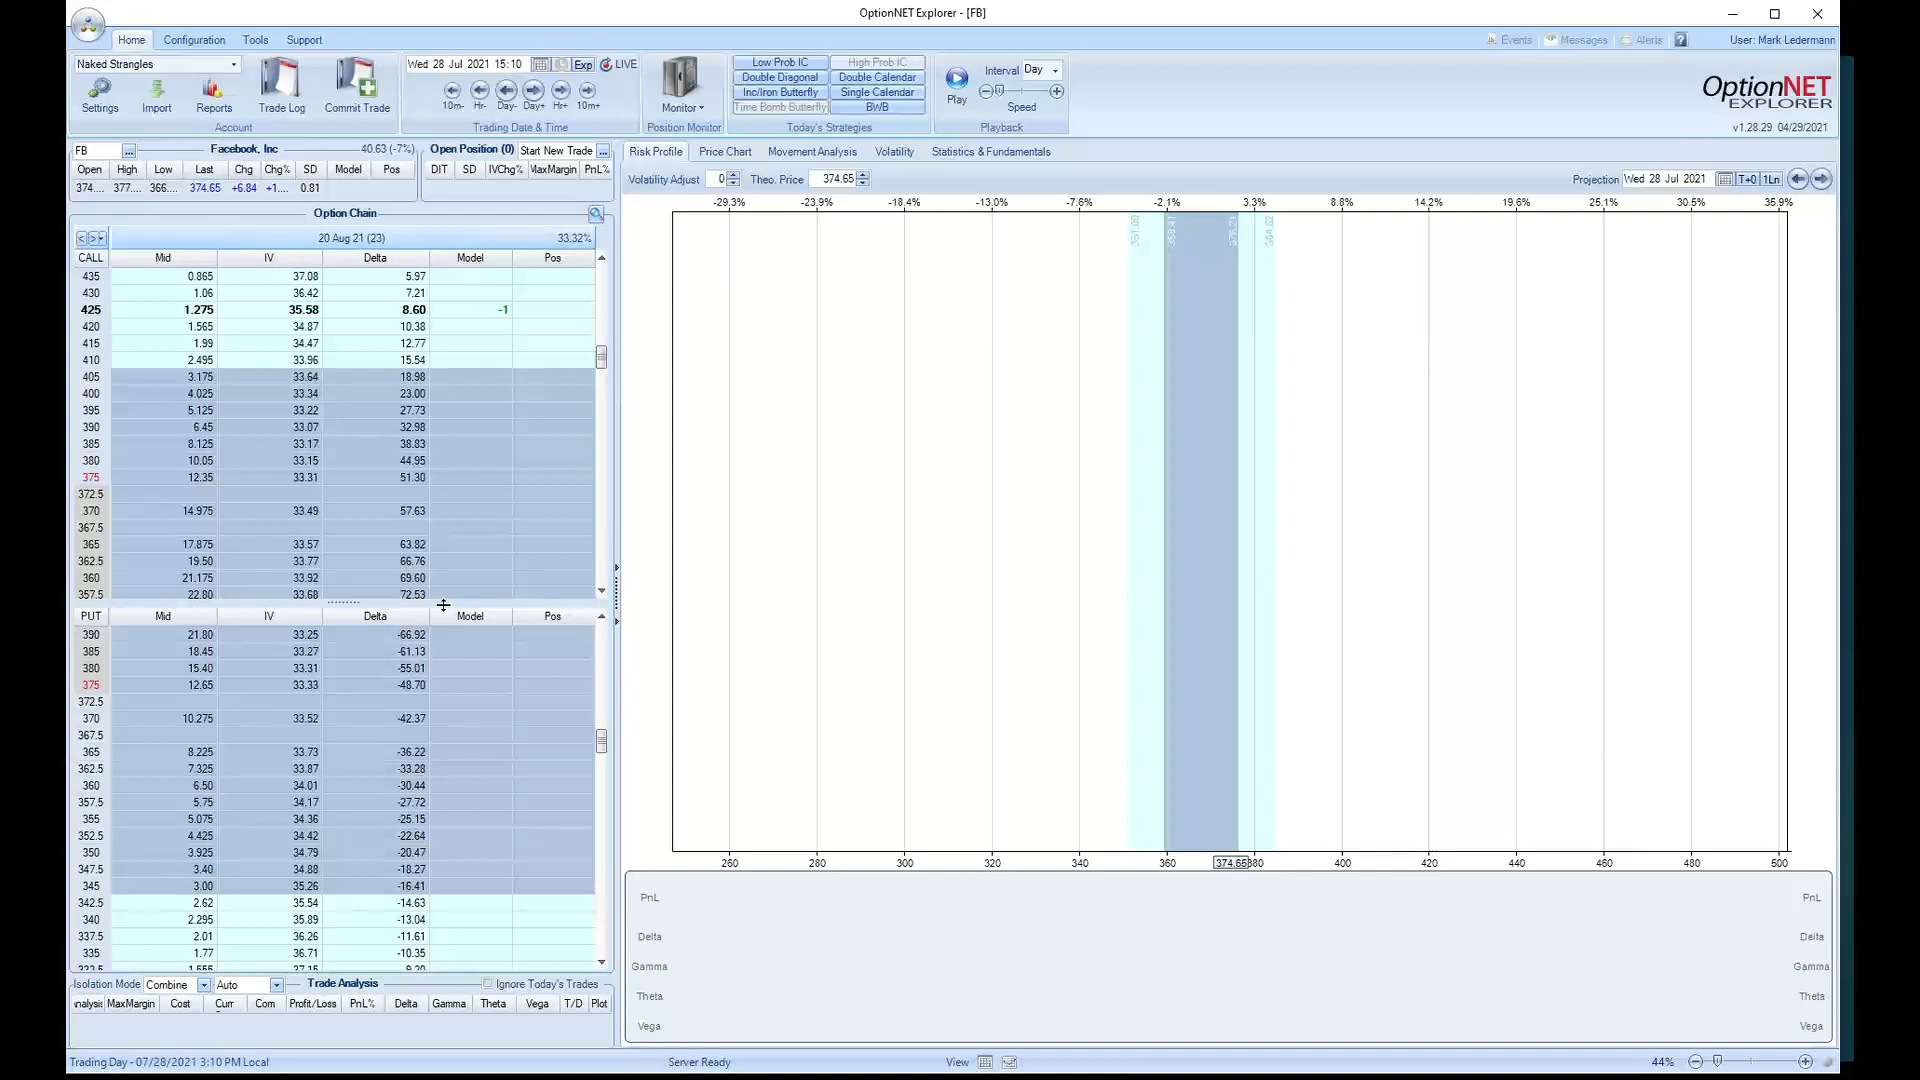 OptionNET Explorer - [FB]
Home Configuration Tools Support
Events Messages Alerts ? User: Mark Ledermann
Naked Strangles
Settings Import Reports Trade Log Commit Trade
Account
Wed 28 Jul 2021 15:10 Exp LIVE
10m- Hr- Day- Day+ Hr+ 10m+
Trading Date & Time
Monitor
Position Monitor
Low Prob IC High Prob IC
Double Diagonal Double Calendar
Inc/Iron Butterfly Single Calendar
Time Bomb Butterfly BWB
Today's Strategies
Play Interval Day
Speed
Playback
OptionNET
EXPLORER
v1.28.29 04/29/2021
FB ... Facebook, Inc 40.63 (-7%)
Open High Low Last Chg Chg% SD Model Pos
374.... 377.... 366.... 374.65 +6.84 +1.... 0.81
Open Position (0) Start New Trade ...
DIT SD IVChg% MaxMargin PnL%
Option Chain
20 Aug 21 (23) 33.32%
CALL Mid IV Delta Model Pos
435 0.865 37.08 5.97
430 1.06 36.42 7.21
425 1.275 35.58 8.60 -1
420 1.565 34.87 10.38
415 1.99 34.47 12.77
410 2.495 33.96 15.54
405 3.175 33.64 18.98
400 4.025 33.34 23.00
395 5.125 33.22 27.73
390 6.45 33.07 32.98
385 8.125 33.17 38.83
380 10.05 33.15 44.95
375 12.35 33.31 51.30
372.5
370 14.975 33.49 57.63
367.5
365 17.875 33.57 63.82
362.5 19.50 33.77 66.76
360 21.175 33.92 69.60
357.5 22.80 33.68 72.53
PUT Mid IV Delta Model Pos
390 21.80 33.25 -66.92
385 18.45 33.27 -61.13
380 15.40 33.31 -55.01
375 12.65 33.33 -48.70
372.5
370 10.275 33.52 -42.37
367.5
365 8.225 33.73 -36.22
362.5 7.325 33.87 -33.28
360 6.50 34.01 -30.44
357.5 5.75 34.17 -27.72
355 5.075 34.36 -25.15
352.5 4.425 34.42 -22.64
350 3.925 34.79 -20.47
347.5 3.40 34.88 -18.27
345 3.00 35.26 -16.41
342.5 2.62 35.54 -14.63
340 2.295 35.89 -13.04
337.5 2.01 36.26 -11.61
335 1.77 36.71 -10.35
332.5 1.555 37.15 -9.20
Isolation Mode Combine Auto Trade Analysis Ignore Today's Trades
Analysis MaxMargin Cost Curr Com Profit/Loss PnL% Delta Gamma Theta Vega T/D Plot
Risk Profile Price Chart Movement Analysis Volatility Statistics & Fundamentals
Volatility Adjust 0 Theo. Price 374.65 Projection Wed 28 Jul 2021 T+0 1Ln
-29.3% -23.9% -18.4% -13.0% -7.6% -2.1% 3.3% 8.8% 14.2% 19.6% 25.1% 30.5% 35.9%
260 280 300 320 340 360 374.65 380 400 420 440 460 480 500
PnL PnL
Delta Delta
Gamma Gamma
Theta Theta
Vega Vega
Trading Day - 07/28/2021 3:10 PM Local Server Ready View 44%